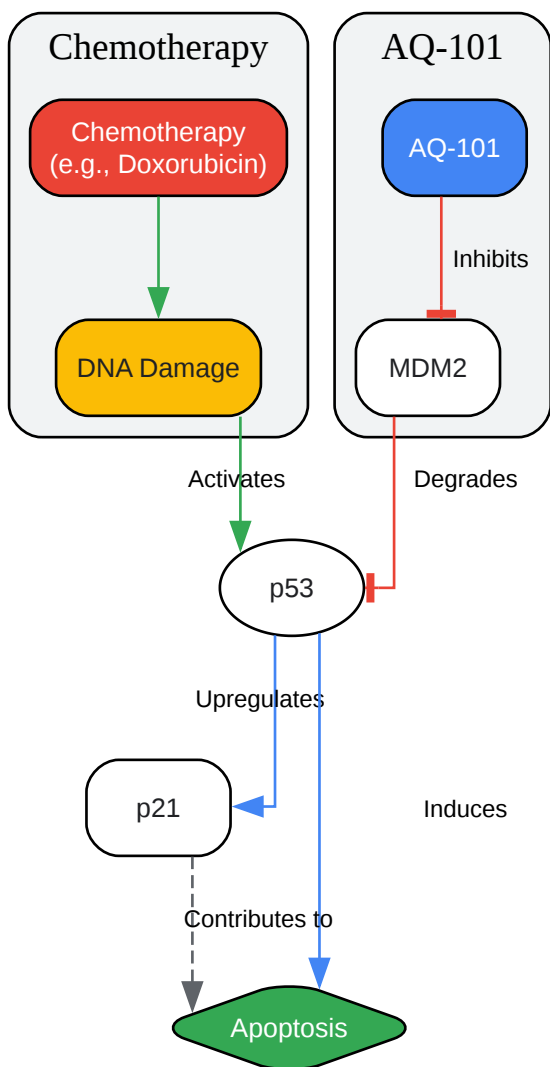 Chemotherapy
AQ-101
Chemotherapy
(e.g., Doxorubicin)
AQ-101
Inhibits
DNA Damage
MDM2
Activates
Degrades
p53
Upregulates
p21
Induces
Contributes to
Apoptosis